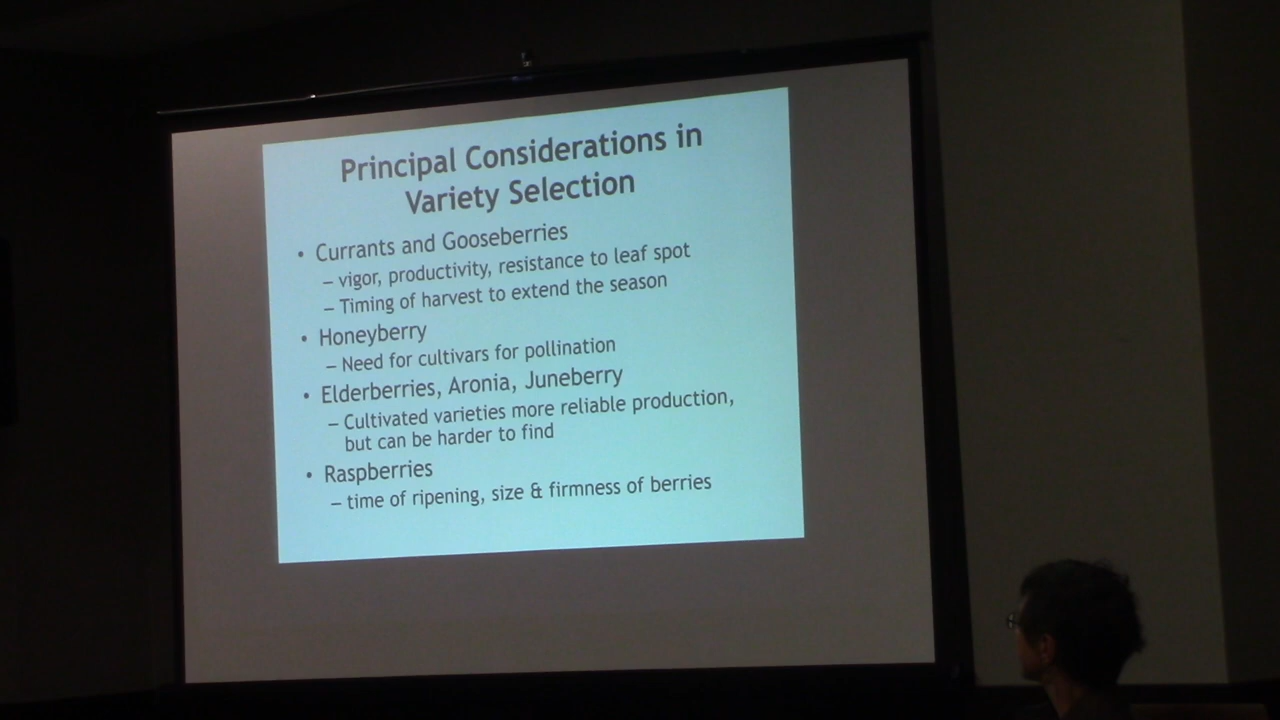 Principal Considerations in
Variety Selection
• Currants and Gooseberries
– vigor, productivity, resistance to leaf spot
– Timing of harvest to extend the season
• Honeyberry
– Need for cultivars for pollination
• Elderberries, Aronia, Juneberry
– Cultivated varieties more reliable production,
but can be harder to find
• Raspberries
– time of ripening, size & firmness of berries